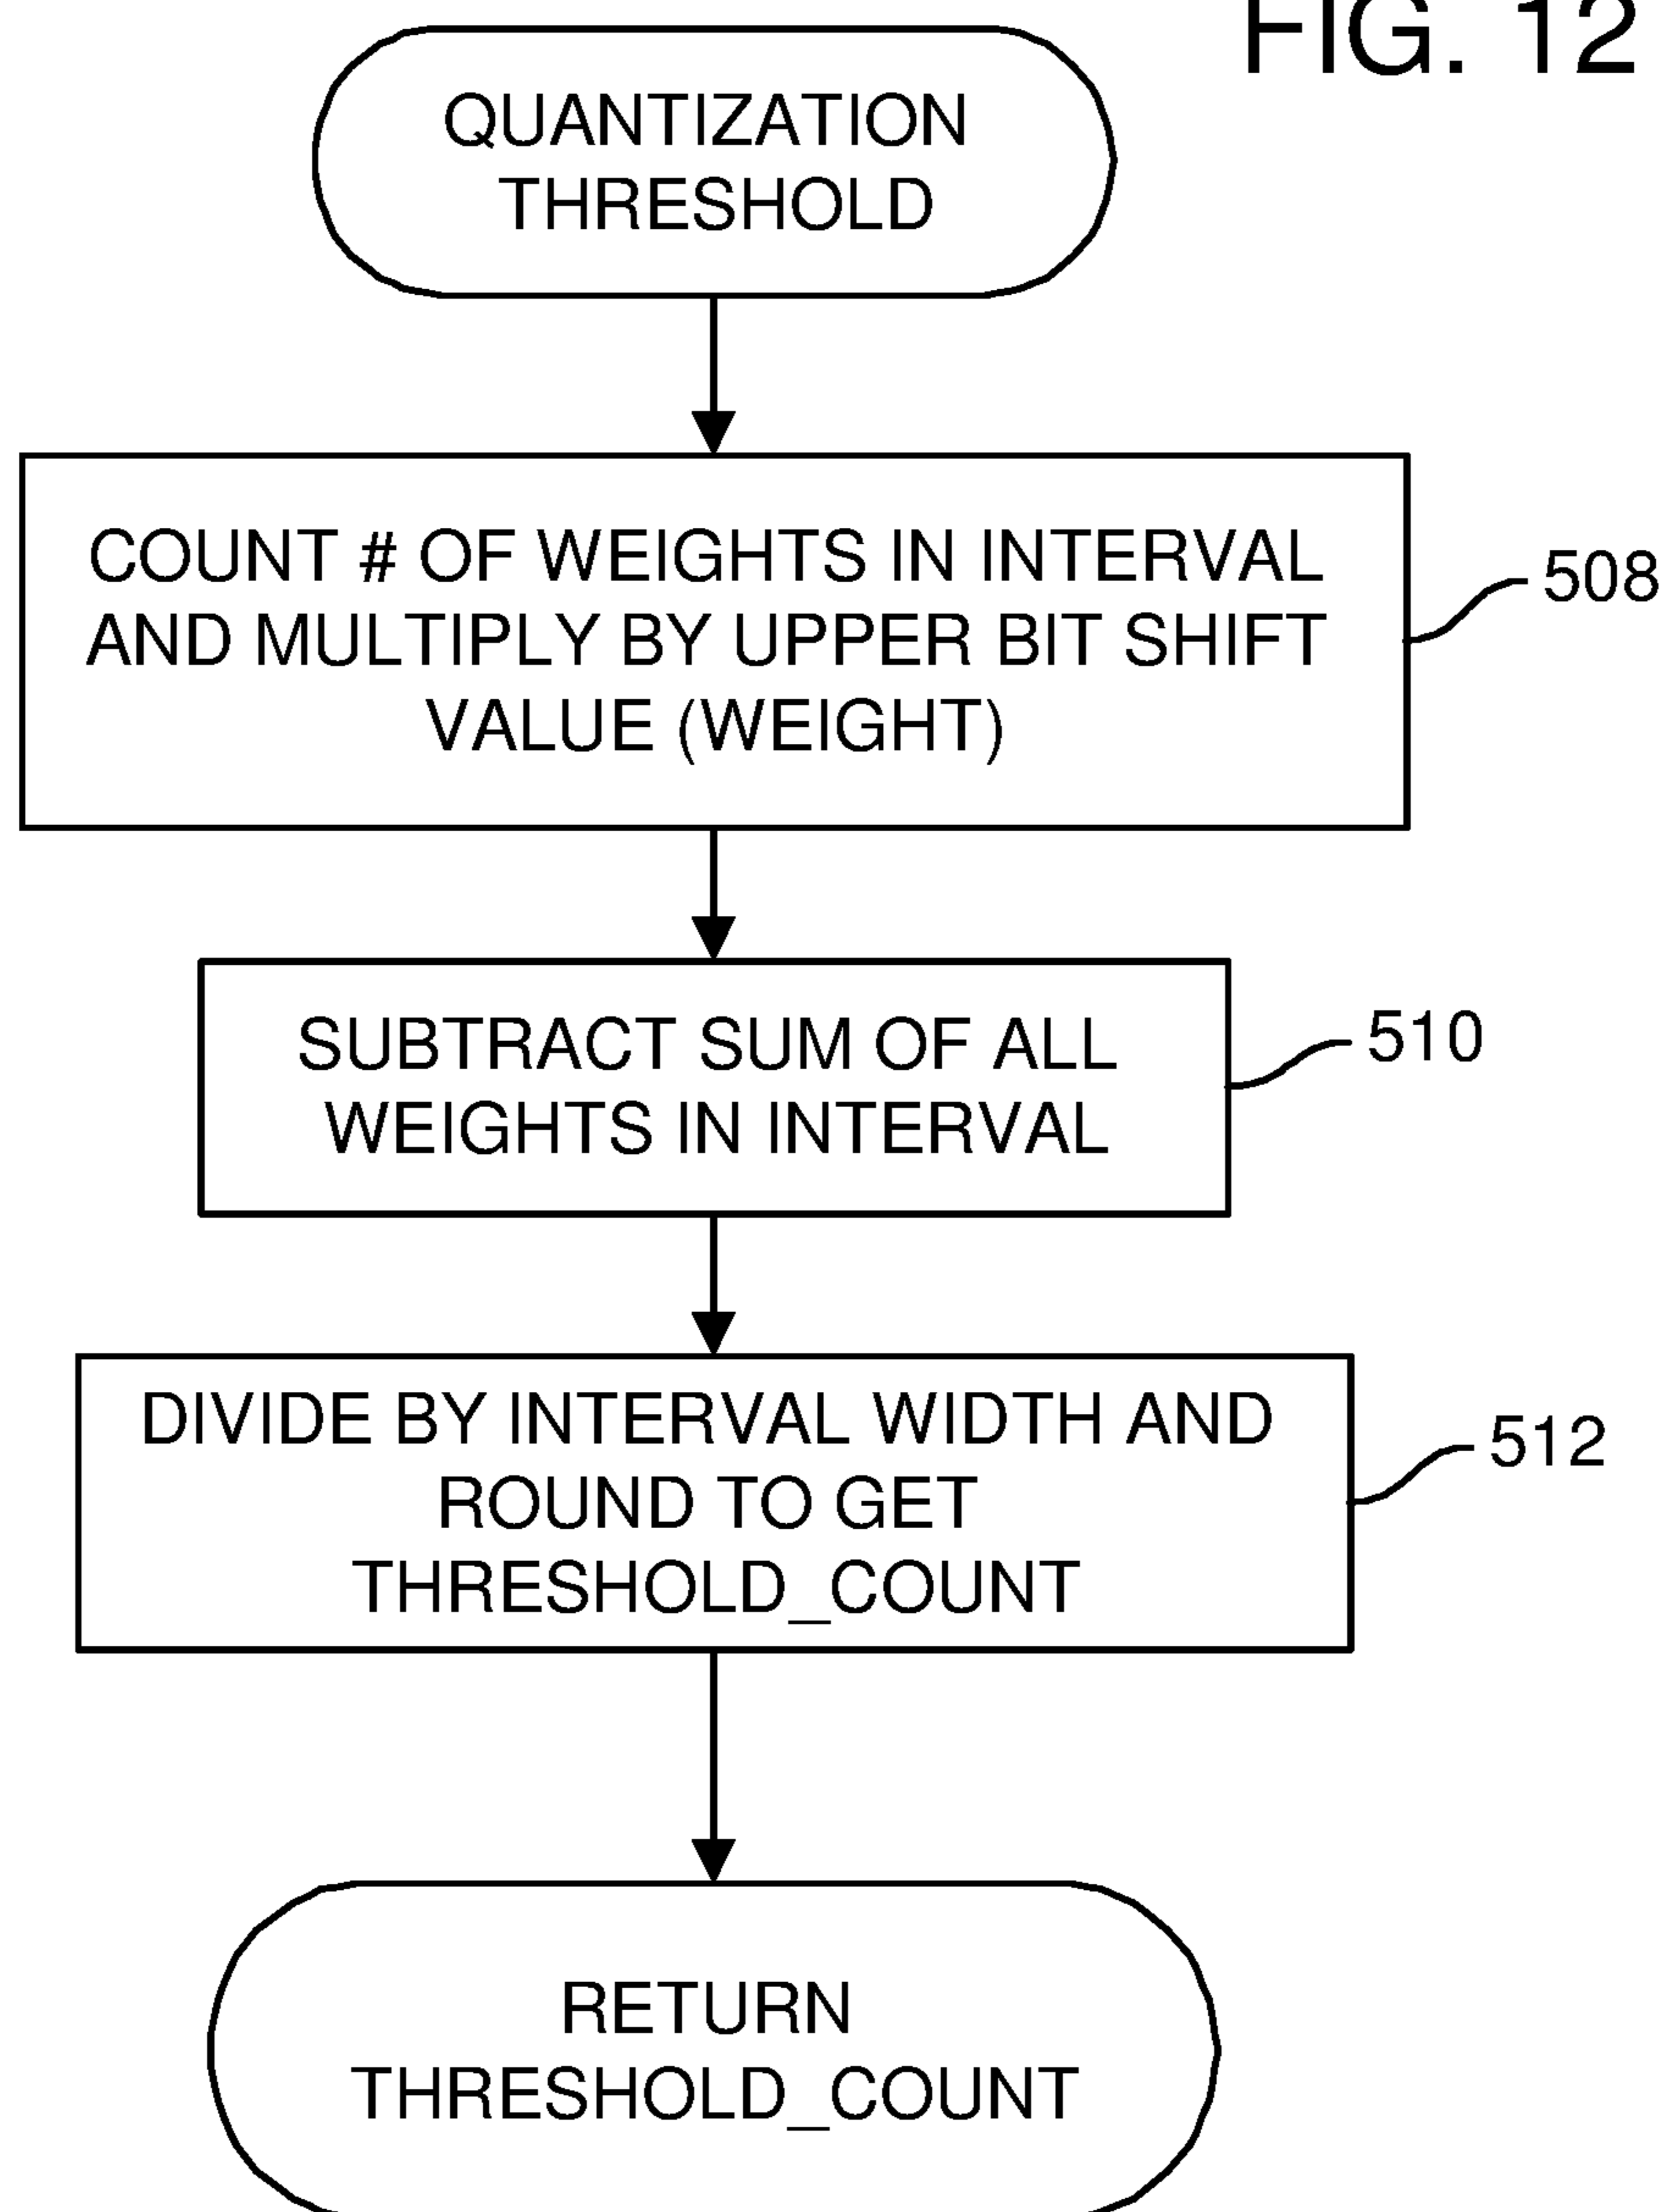 FIG. 12
QUANTIZATION
THRESHOLD
COUNT # OF WEIGHTS IN INTERVAL
AND MULTIPLY BY UPPER BIT SHIFT
VALUE (WEIGHT)
508
SUBTRACT SUM OF ALL
WEIGHTS IN INTERVAL
510
DIVIDE BY INTERVAL WIDTH AND
ROUND TO GET
THRESHOLD_COUNT
512
RETURN
THRESHOLD_COUNT